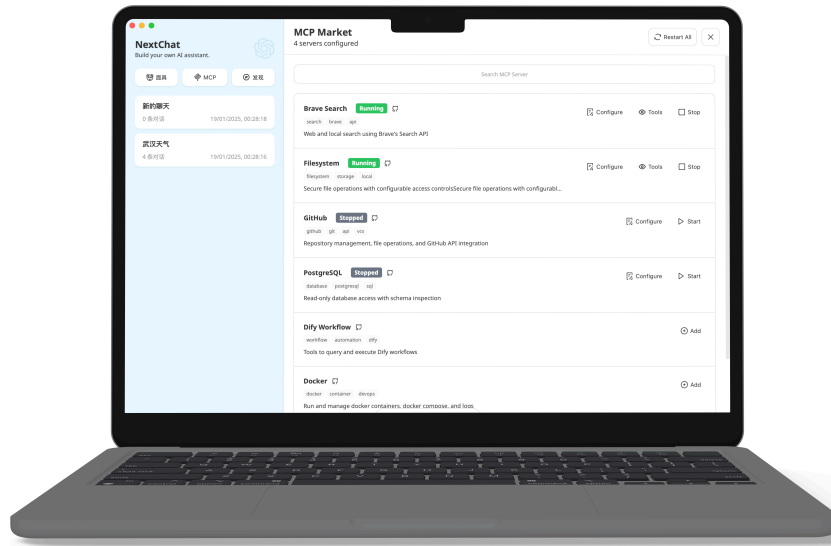 NextChat
Build your own AI assistant.
面具
MCP
发现
新的聊天
0 条对话
19/01/2025, 00:28:18
武汉天气
4 条对话
19/01/2025, 00:28:16
MCP Market
4 servers configured
Restart All
Search MCP Server
Brave Search Running
Configure Tools Stop
search brave api
Web and local search using Brave's Search API
Filesystem Running
Configure Tools Stop
filesystem storage local
Secure file operations with configurable access controlsSecure file operations with configurabl...
GitHub Stopped
Configure Start
github git api vcs
Repository management, file operations, and GitHub API integration
PostgreSQL Stopped
Configure Start
database postgresql sql
Read-only database access with schema inspection
Dify Workflow
Add
workflow automation dify
Tools to query and execute Dify workflows
Docker
Add
docker container devops
Run and manage docker containers, docker compose, and logs